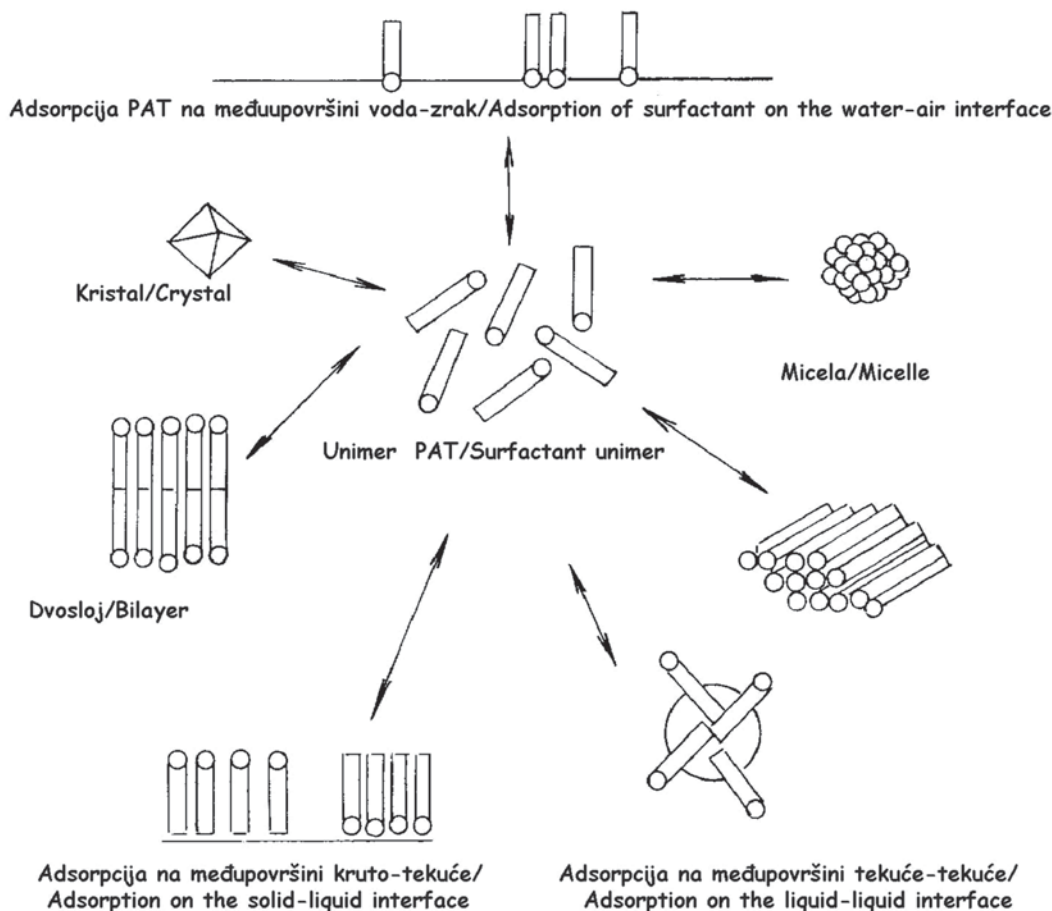 Adsorpcija PAT na međuupovršini voda-zrak/Adsorption of surfactant on the water-air interface
Kristal/Crystal
Micela/Micelle
Unimer PAT/Surfactant unimer
Dvosloj/Bilayer
Adsorpcija na međupovršini kruto-tekuće/
Adsorption on the solid-liquid interface
Adsorpcija na međupovršini tekuće-tekuće/
Adsorption on the liquid-liquid interface